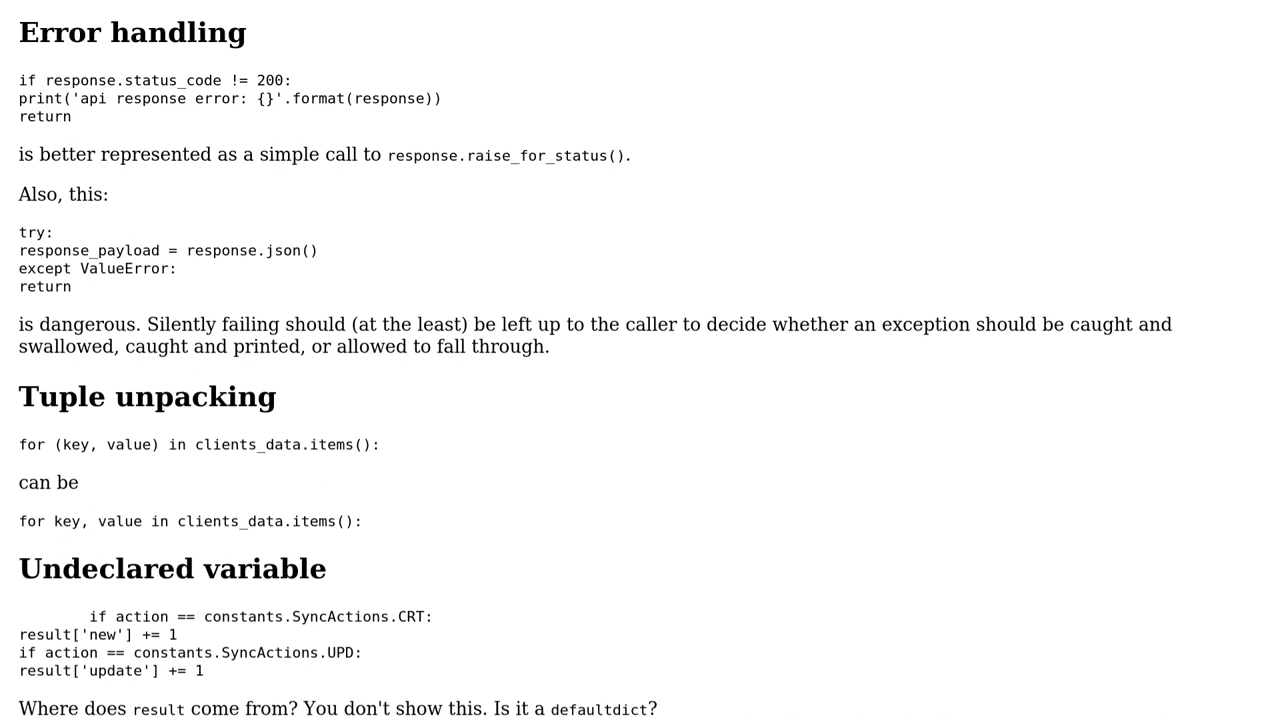 Error handling
if response.status_code != 200:
print('api response error: {}'.format(response))
return
is better represented as a simple call to response.raise_for_status().
Also, this:
try:
response_payload = response.json()
except ValueError:
return
is dangerous. Silently failing should (at the least) be left up to the caller to decide whether an exception should be caught and
swallowed, caught and printed, or allowed to fall through.
Tuple unpacking
for (key, value) in clients_data.items():
can be
for key, value in clients_data.items():
Undeclared variable
        if action == constants.SyncActions.CRT:
result['new'] += 1
if action == constants.SyncActions.UPD:
result['update'] += 1
Where does result come from? You don't show this. Is it a defaultdict?